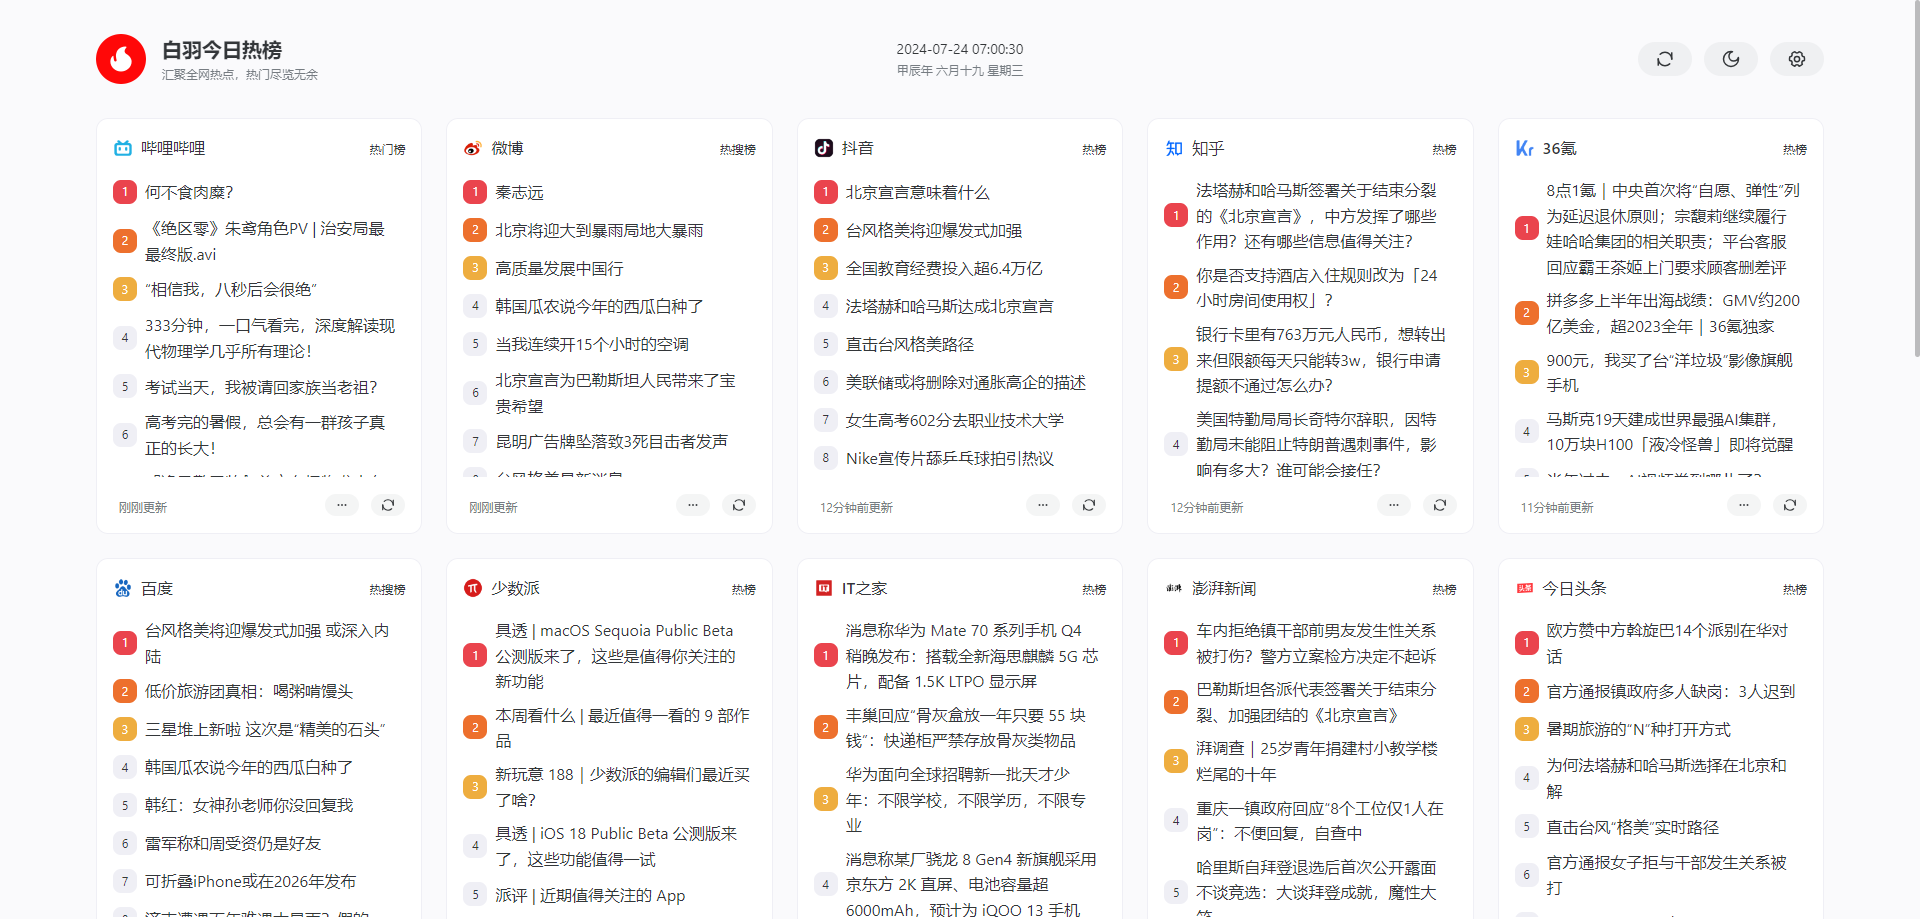 白羽今日热榜
汇聚全网热点，热门尽览无余
2024-07-24 07:00:30
甲辰年 六月十九 星期三
哔哩哔哩
热门榜
1
何不食肉糜？
2
《绝区零》朱鸢角色PV | 治安局最
最终版.avi
3
“相信我，八秒后会很绝”
4
333分钟，一口气看完，深度解读现
代物理学几乎所有理论！
5
考试当天，我被请回家族当老祖？
6
高考完的暑假，总会有一群孩子真
正的长大！
刚刚更新
微博
热搜榜
1
秦志远
2
北京将迎大到暴雨局地大暴雨
3
高质量发展中国行
4
韩国瓜农说今年的西瓜白种了
5
当我连续开15个小时的空调
6
北京宣言为巴勒斯坦人民带来了宝
贵希望
7
昆明广告牌坠落致3死目击者发声
刚刚更新
抖音
热榜
1
北京宣言意味着什么
2
台风格美将迎爆发式加强
3
全国教育经费投入超6.4万亿
4
法塔赫和哈马斯达成北京宣言
5
直击台风格美路径
6
美联储或将删除对通胀高企的描述
7
女生高考602分去职业技术大学
8
Nike宣传片舔乒乓球拍引热议
12分钟前更新
知乎
热榜
1
法塔赫和哈马斯签署关于结束分裂
的《北京宣言》，中方发挥了哪些
作用？还有哪些信息值得关注？
2
你是否支持酒店入住规则改为「24
小时房间使用权」？
3
银行卡里有763万元人民币，想转出
来但限额每天只能转3w，银行申请
提额不通过怎么办？
4
美国特勤局局长奇特尔辞职，因特
勤局未能阻止特朗普遇刺事件，影
响有多大？谁可能会接任？
12分钟前更新
36氪
热榜
1
8点1氪｜中央首次将“自愿、弹性”列
为延迟退休原则；宗馥莉继续履行
娃哈哈集团的相关职责；平台客服
回应霸王茶姬上门要求顾客删差评
2
拼多多上半年出海战绩：GMV约200
亿美金，超2023全年｜36氪独家
3
900元，我买了台“洋垃圾”影像旗舰
手机
4
马斯克19天建成世界最强AI集群，
10万块H100「液冷怪兽」即将觉醒
11分钟前更新
百度
热搜榜
1
台风格美将迎爆发式加强 或深入内
陆
2
低价旅游团真相：喝粥啃馒头
3
三星堆上新啦 这次是“精美的石头”
4
韩国瓜农说今年的西瓜白种了
5
韩红：女神孙老师你没回复我
6
雷军称和周受资仍是好友
7
可折叠iPhone或在2026年发布
少数派
热榜
1
具透 | macOS Sequoia Public Beta
公测版来了，这些是值得你关注的
新功能
2
本周看什么 | 最近值得一看的 9 部作
品
3
新玩意 188｜少数派的编辑们最近买
了啥？
4
具透 | iOS 18 Public Beta 公测版来
了，这些功能值得一试
5
派评 | 近期值得关注的 App
IT之家
热榜
1
消息称华为 Mate 70 系列手机 Q4
稍晚发布：搭载全新海思麒麟 5G 芯
片，配备 1.5K LTPO 显示屏
2
丰巢回应“骨灰盒放一年只要 55 块
钱”：快递柜严禁存放骨灰类物品
3
华为面向全球招聘新一批天才少
年：不限学校，不限学历，不限专
业
4
消息称某厂骁龙 8 Gen4 新旗舰采用
京东方 2K 直屏、电池容量超
6000mAh，预计为 iQOO 13 手机
澎湃新闻
热榜
1
车内拒绝镇干部前男友发生性关系
被打伤？警方立案检方决定不起诉
2
巴勒斯坦各派代表签署关于结束分
裂、加强团结的《北京宣言》
3
湃调查｜25岁青年捐建村小教学楼
烂尾的十年
4
重庆一镇政府回应“8个工位仅1人在
岗”：不便回复，自查中
5
哈里斯自拜登退选后首次公开露面
不谈竞选：大谈拜登成就，魔性大
今日头条
热榜
1
欧方赞中方斡旋巴14个派别在华对
话
2
官方通报镇政府多人缺岗：3人迟到
3
暑期旅游的“N”种打开方式
4
为何法塔赫和哈马斯选择在北京和
解
5
直击台风“格美”实时路径
6
官方通报女子拒与干部发生关系被
打